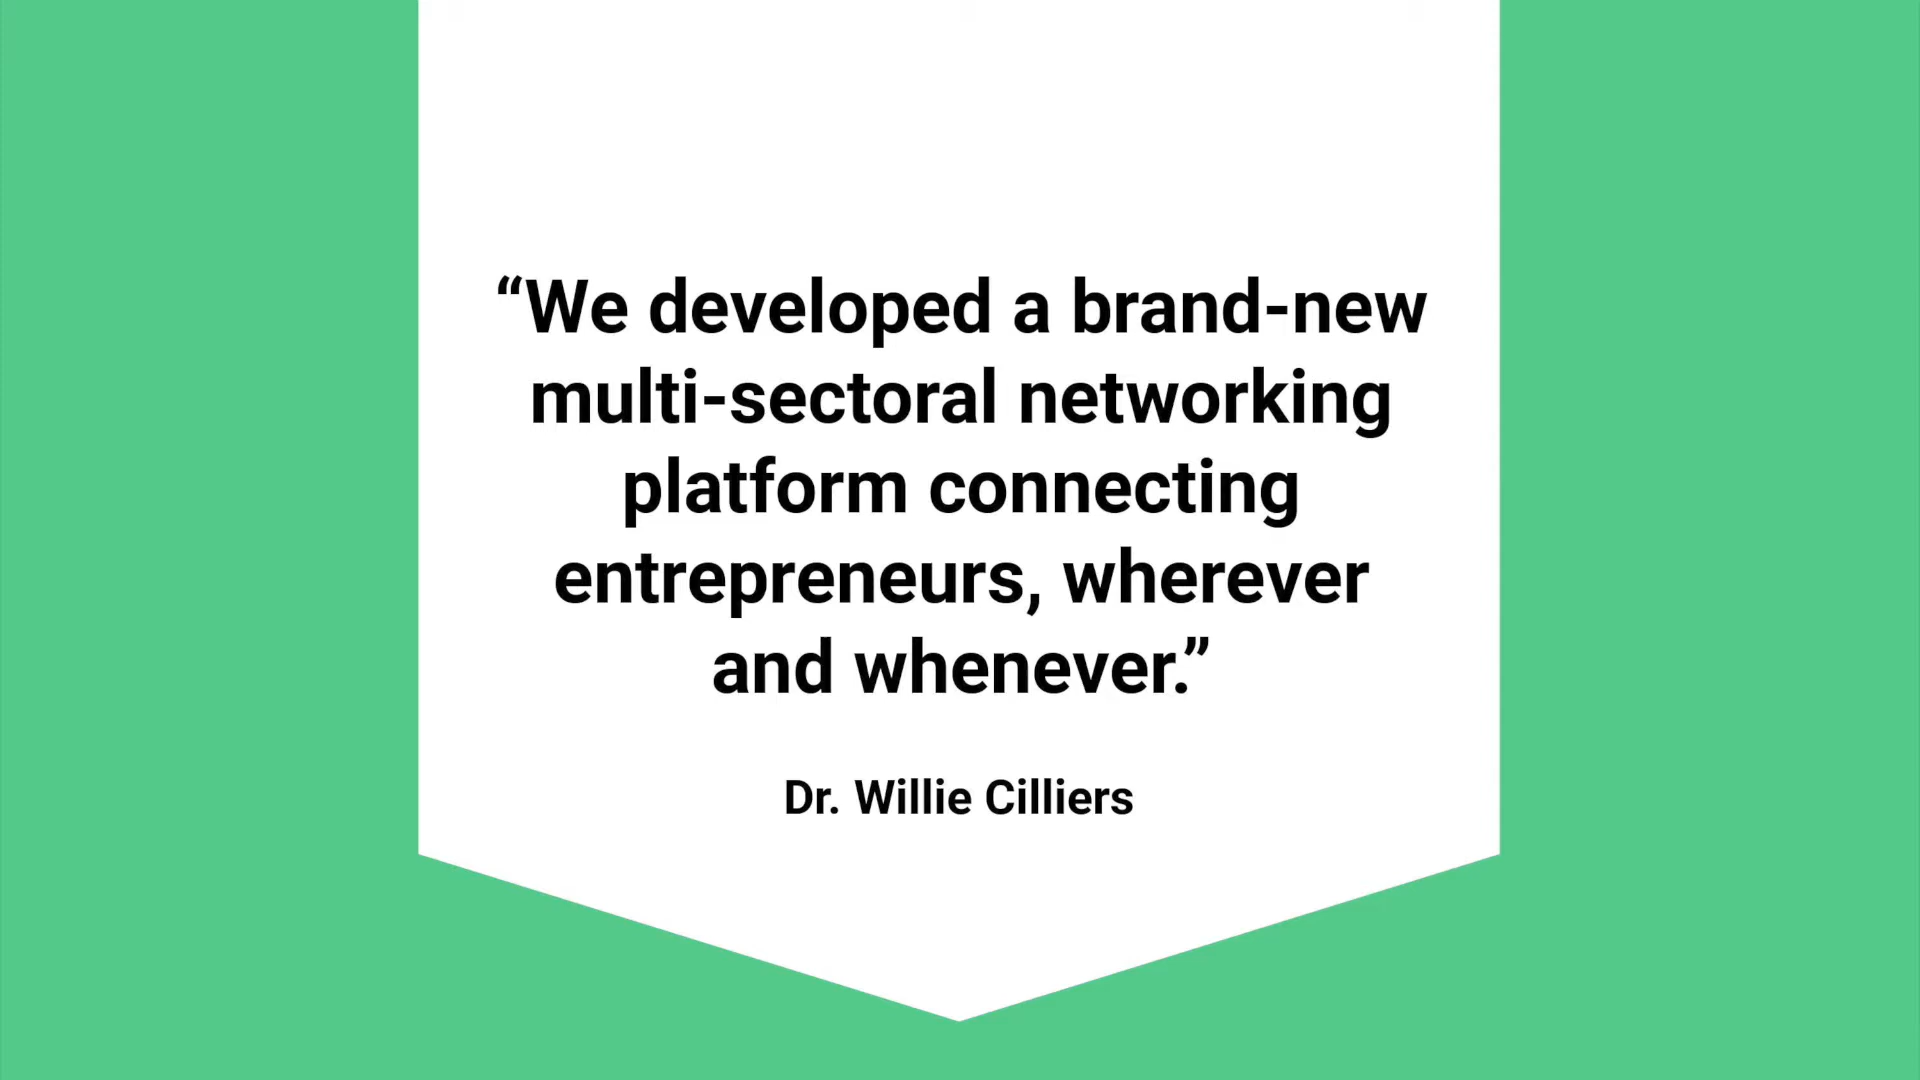 “We developed a brand-new
multi-sectoral networking
platform connecting
entrepreneurs, wherever
and whenever.”
Dr. Willie Cilliers